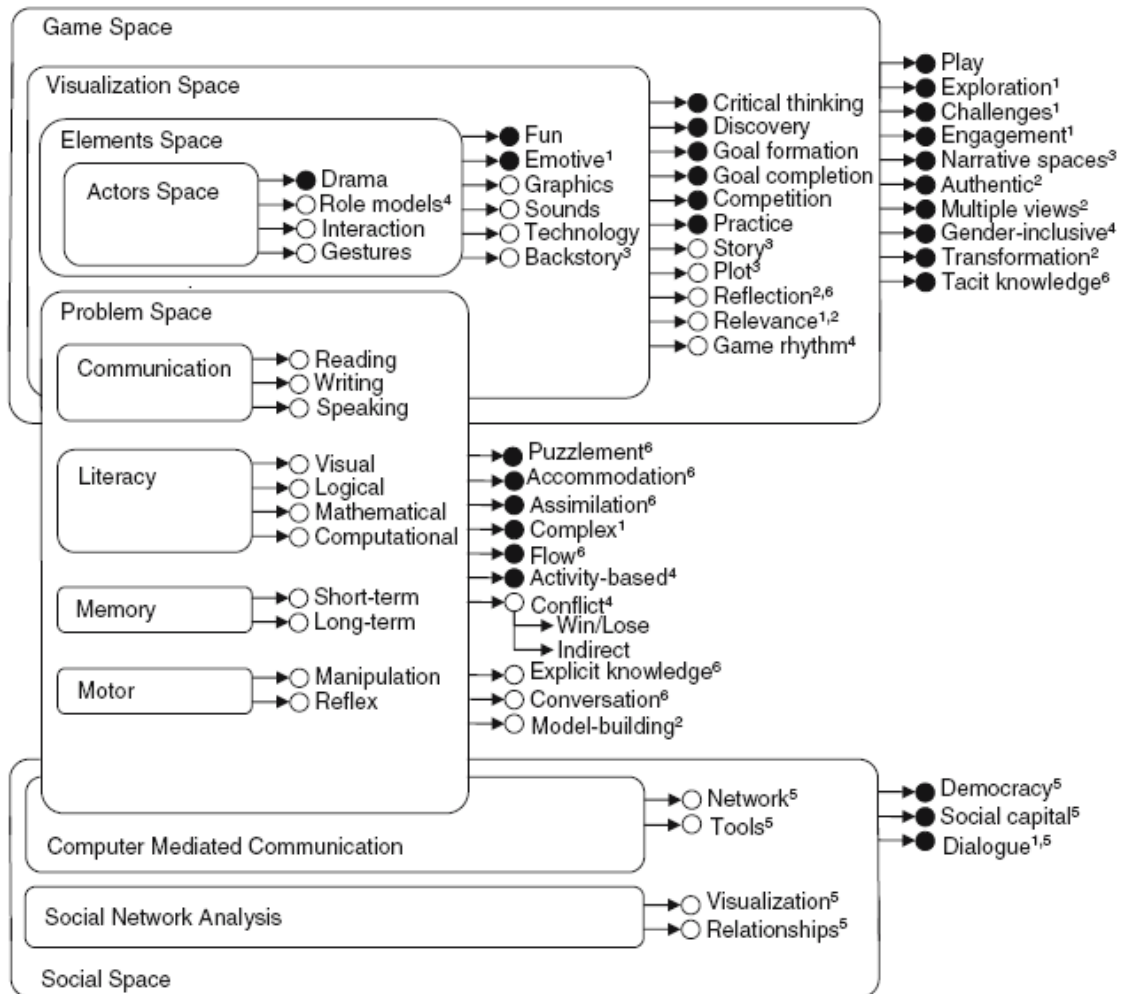 Game Space
Visualization Space
Elements Space
Actors Space
Drama
Role models⁴
Interaction
Gestures
Fun
Emotive¹
Graphics
Sounds
Technology
Backstory³
Critical thinking
Discovery
Goal formation
Goal completion
Competition
Practice
Story³
Plot³
Reflection²,⁶
Relevance¹,²
Game rhythm⁴
Play
Exploration¹
Challenges¹
Engagement¹
Narrative spaces³
Authentic²
Multiple views²
Gender-inclusive⁴
Transformation²
Tacit knowledge⁶
Problem Space
Communication
Reading
Writing
Speaking
Literacy
Visual
Logical
Mathematical
Computational
Memory
Short-term
Long-term
Motor
Manipulation
Reflex
Puzzlement⁶
Accommodation⁶
Assimilation⁶
Complex¹
Flow⁶
Activity-based⁴
Conflict⁴
Win/Lose
Indirect
Explicit knowledge⁶
Conversation⁶
Model-building²
Computer Mediated Communication
Network⁵
Tools⁵
Social Network Analysis
Visualization⁵
Relationships⁵
Social Space
Democracy⁵
Social capital⁵
Dialogue¹,⁵